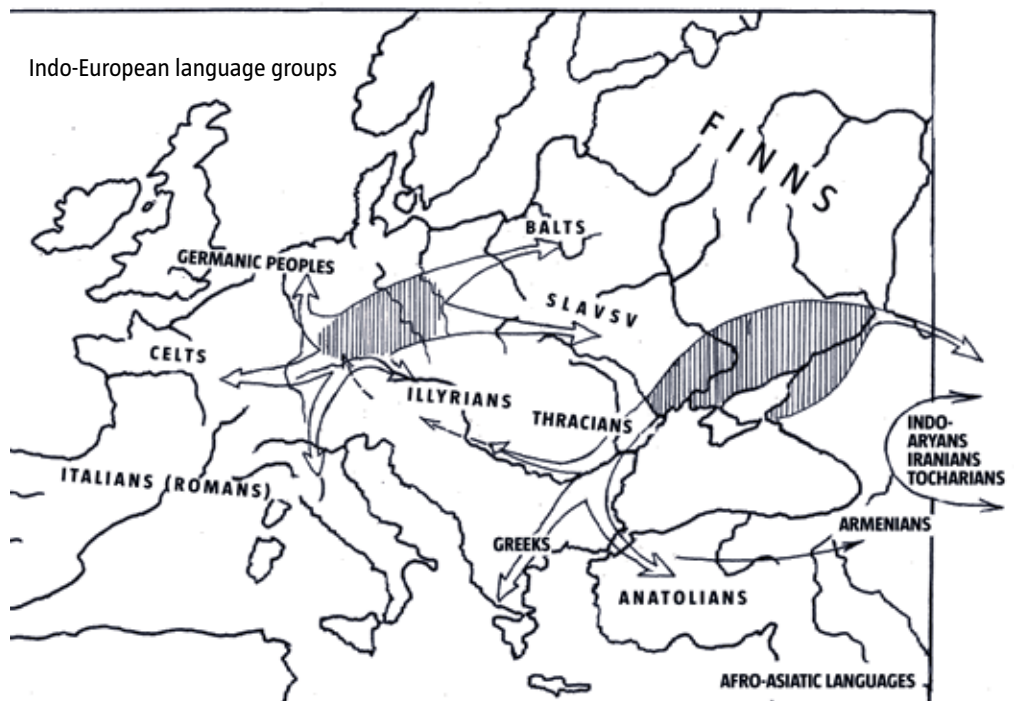 Indo-European language groups
FINNS
BALTS
GERMANIC PEOPLES
SLAVSV
CELTS
ILLYRIANS
THRACIANS
INDO-
ARYANS
IRANIANS
TOCHARIANS
ITALIANS (ROMANS)
ARMENIANS
GREEKS
ANATOLIANS
AFRO-ASIATIC LANGUAGES